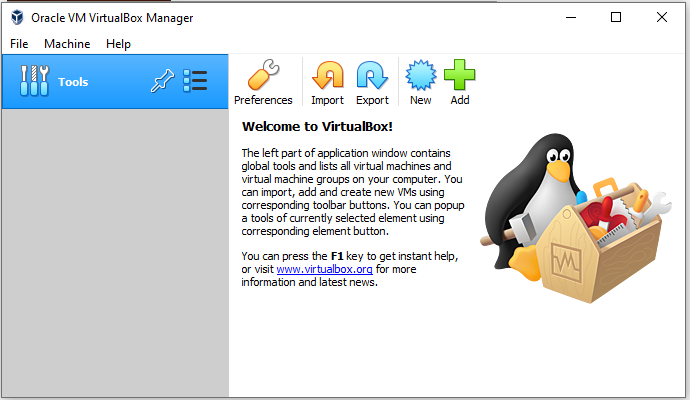 Oracle VM VirtualBox Manager
File Machine Help
Tools
Preferences Import Export New Add
Welcome to VirtualBox!
The left part of application window contains
global tools and lists all virtual machines and
virtual machine groups on your computer. You
can import, add and create new VMs using
corresponding toolbar buttons. You can popup
a tools of currently selected element using
corresponding element button.
You can press the F1 key to get instant help,
or visit www.virtualbox.org for more
information and latest news.